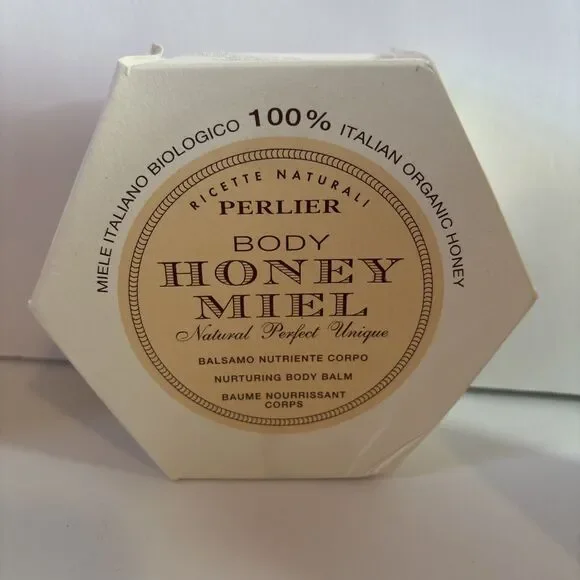 MIELE ITALIANO BIOLOGICO 100% ITALIAN ORGANIC HONEY
RICETTE NATURALI
PERLIER
BODY
HONEY
MIEL
Natural Perfect Unique
BALSAMO NUTRIENTE CORPO
NURTURING BODY BALM
BAUME NOURRISSANT
CORPS